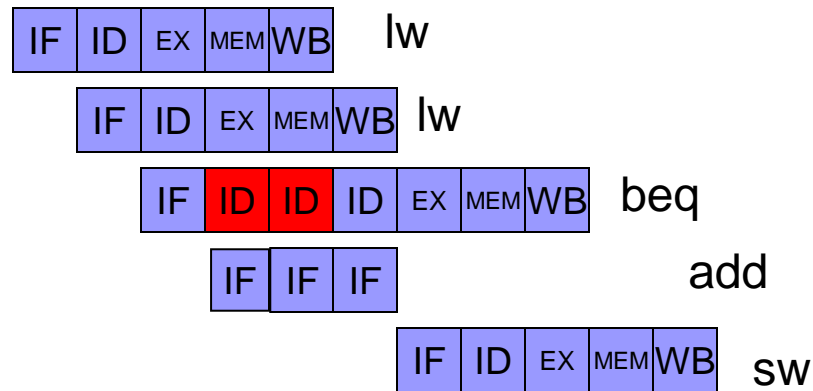 IF ID EX MEM WB lw
IF ID EX MEM WB lw
IF ID ID ID EX MEM WB beq
IF IF IF add
IF ID EX MEM WB sw